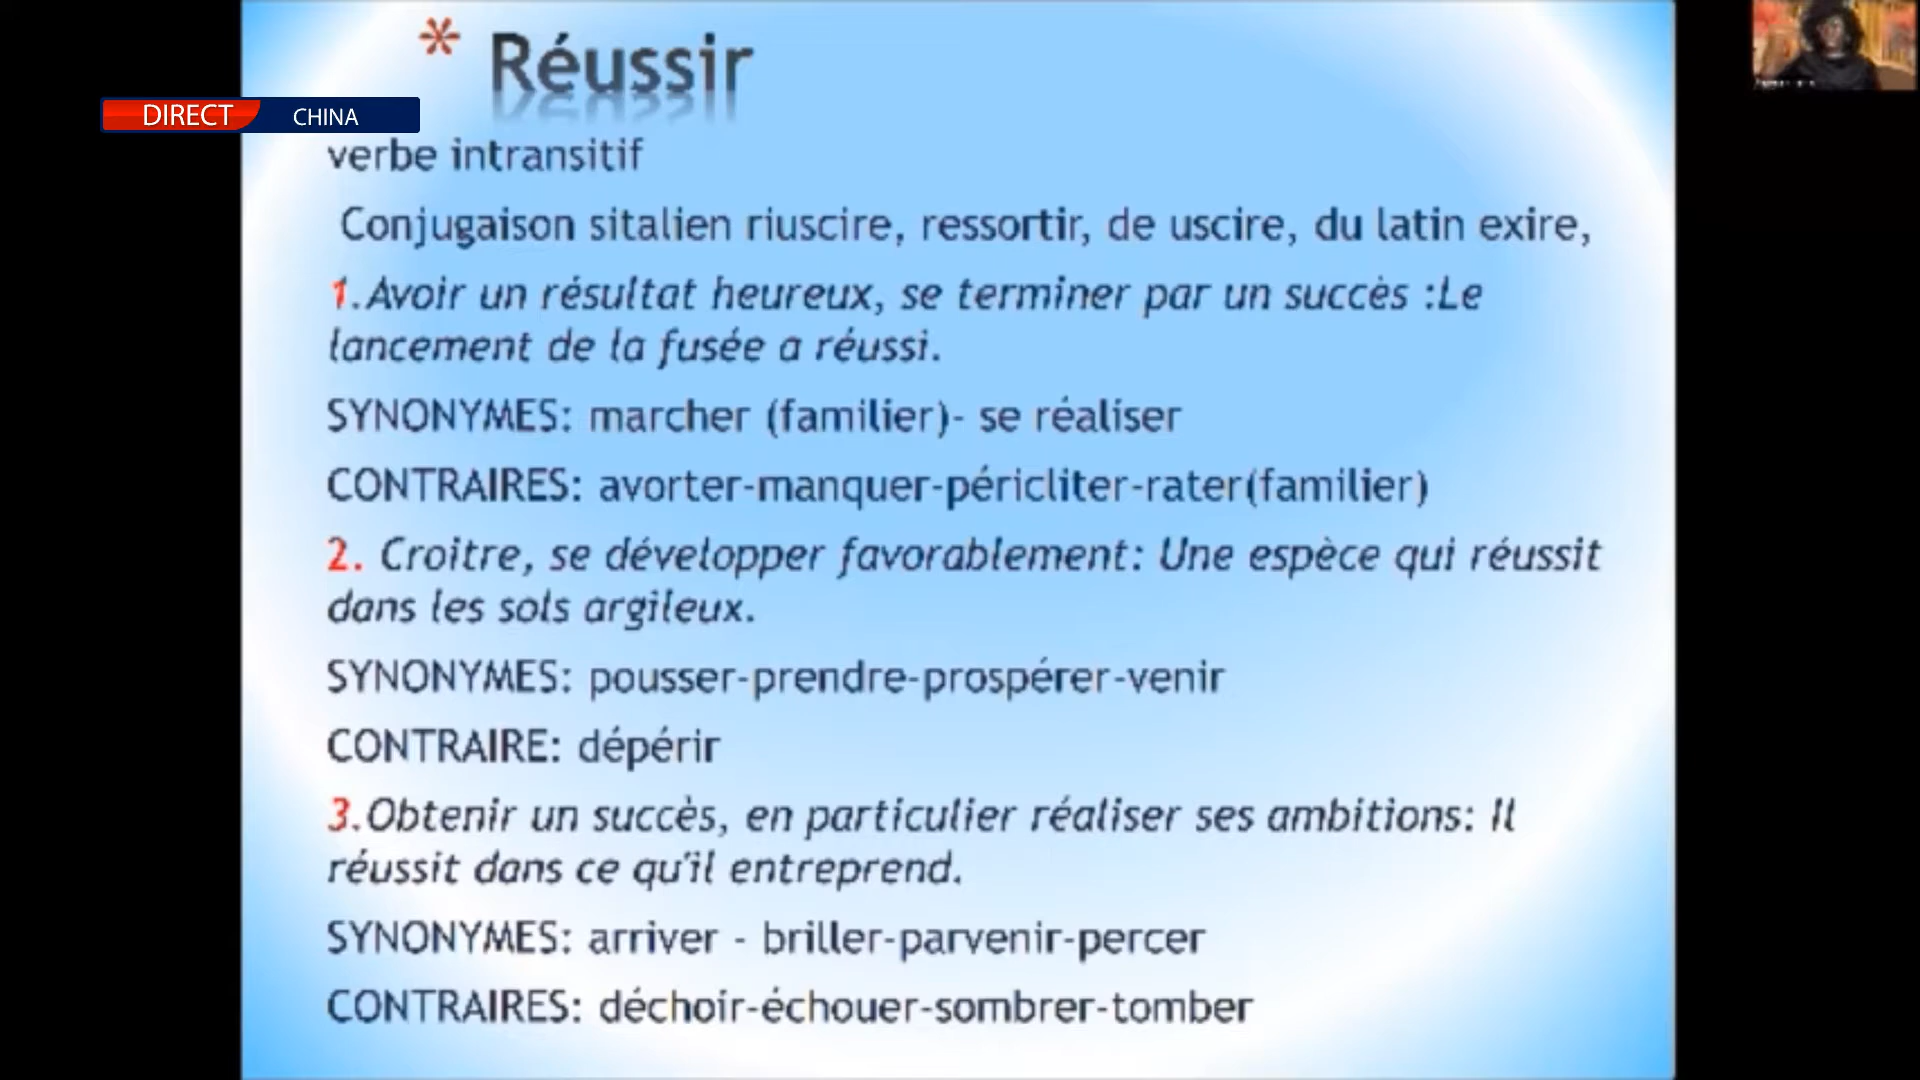 * Réussir
DIRECT CHINA
verbe intransitif
Conjugaison sitalien riuscire, ressortir, de uscire, du latin exire,
1.Avoir un résultat heureux, se terminer par un succès :Le
lancement de la fusée a réussi.
SYNONYMES: marcher (familier)- se réaliser
CONTRAIRES: avorter-manquer-péricliter-rater(familier)
2. Croitre, se développer favorablement: Une espèce qui réussit
dans les sols argileux.
SYNONYMES: pousser-prendre-prospérer-venir
CONTRAIRE: dépérir
3.Obtenir un succès, en particulier réaliser ses ambitions: Il
réussit dans ce qu'il entreprend.
SYNONYMES: arriver - briller-parvenir-percer
CONTRAIRES: déchoir-échouer-sombrer-tomber